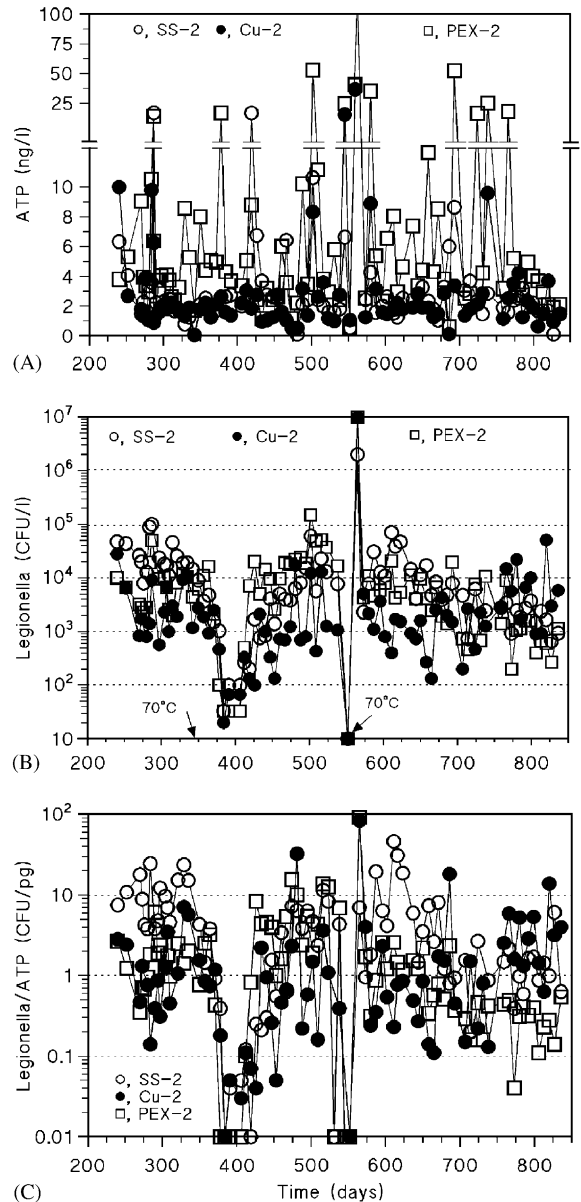 100
○, SS-2 ●, Cu-2 □, PEX-2
75
50
25
ATP (ng/l)
10
8
6
4
2
0
200 300 400 500 600 700 800
(A)
10⁷
○, SS-2 ●, Cu-2 □, PEX-2
10⁶
10⁵
Legionella (CFU/l)
10⁴
10³
10²
70°C 70°C
10
200 300 400 500 600 700 800
(B)
10²
10
Legionella/ATP (CFU/pg)
1
0.1
○, SS-2
●, Cu-2
□, PEX-2
0.01
200 300 400 500 600 700 800
(C) Time (days)